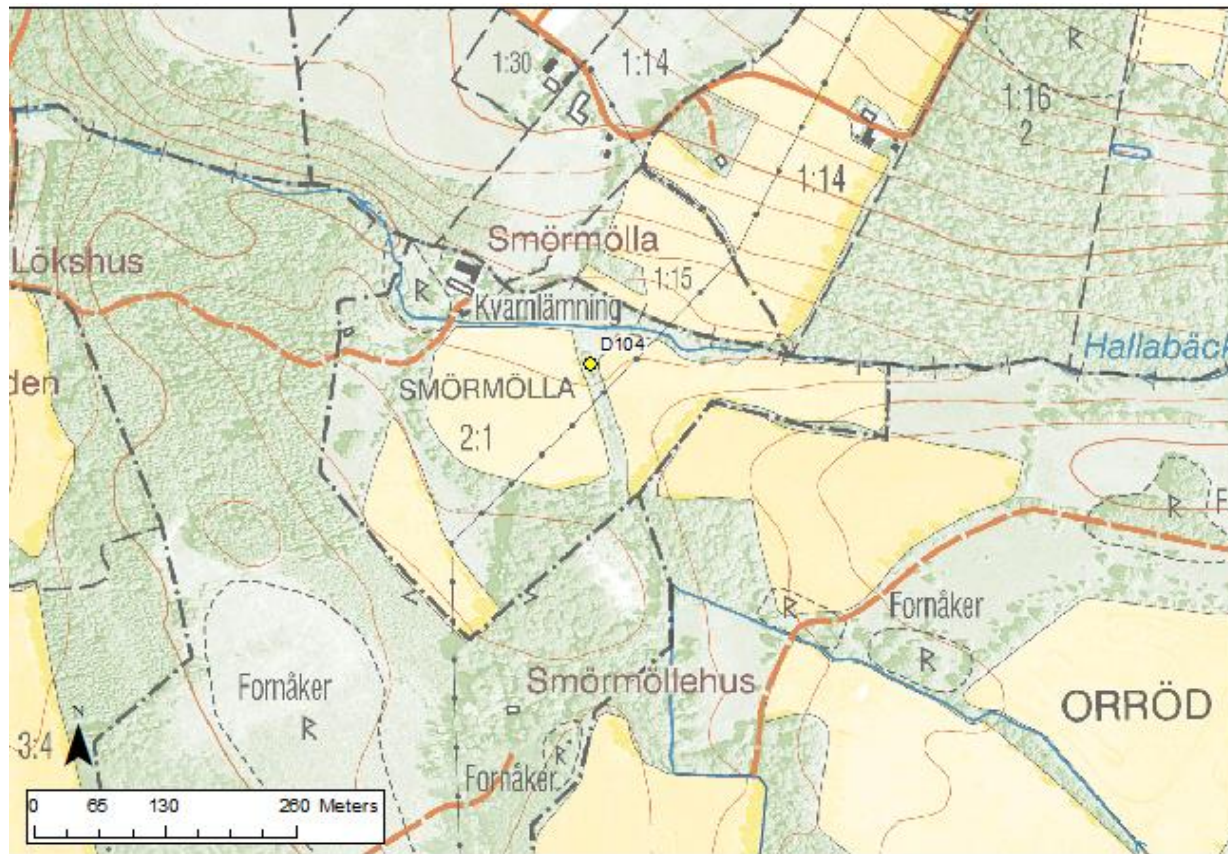 1:30
1:14
1:16
2
1:14
Smörmölla
1:15
Lökshus
Kvarnlämning
D104
Hallabäck
den
SMÖRMÖLLA
2:1
Fornåker
F
Smörmöllehus
Fornåker
ORRÖD
Fornåker
N
3:4
0 65 130 260 Meters